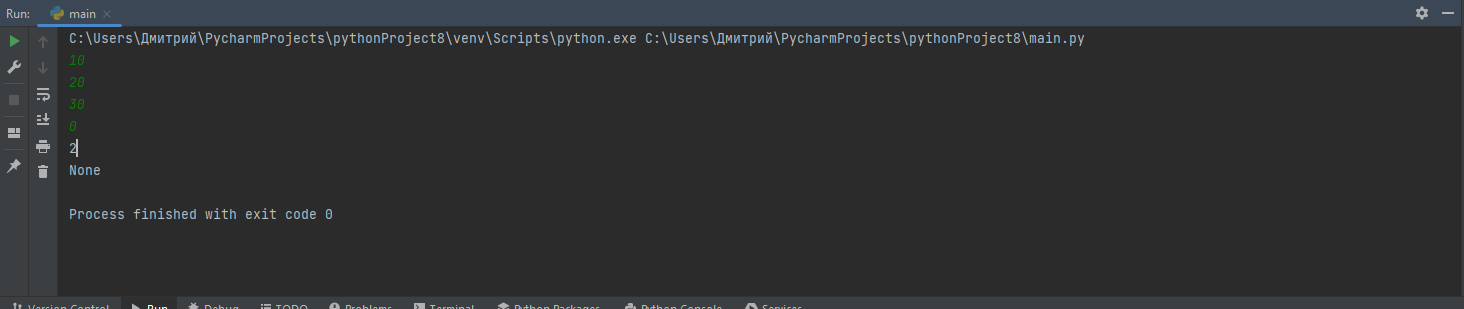 Run: main
C:\Users\Дмитрий\PycharmProjects\pythonProject8\venv\Scripts\python.exe C:\Users\Дмитрий\PycharmProjects\pythonProject8\main.py
10
20
30
0
2
None
Process finished with exit code 0
Version Control Run Debug TODO Problems Terminal Python Packages Python Console Services